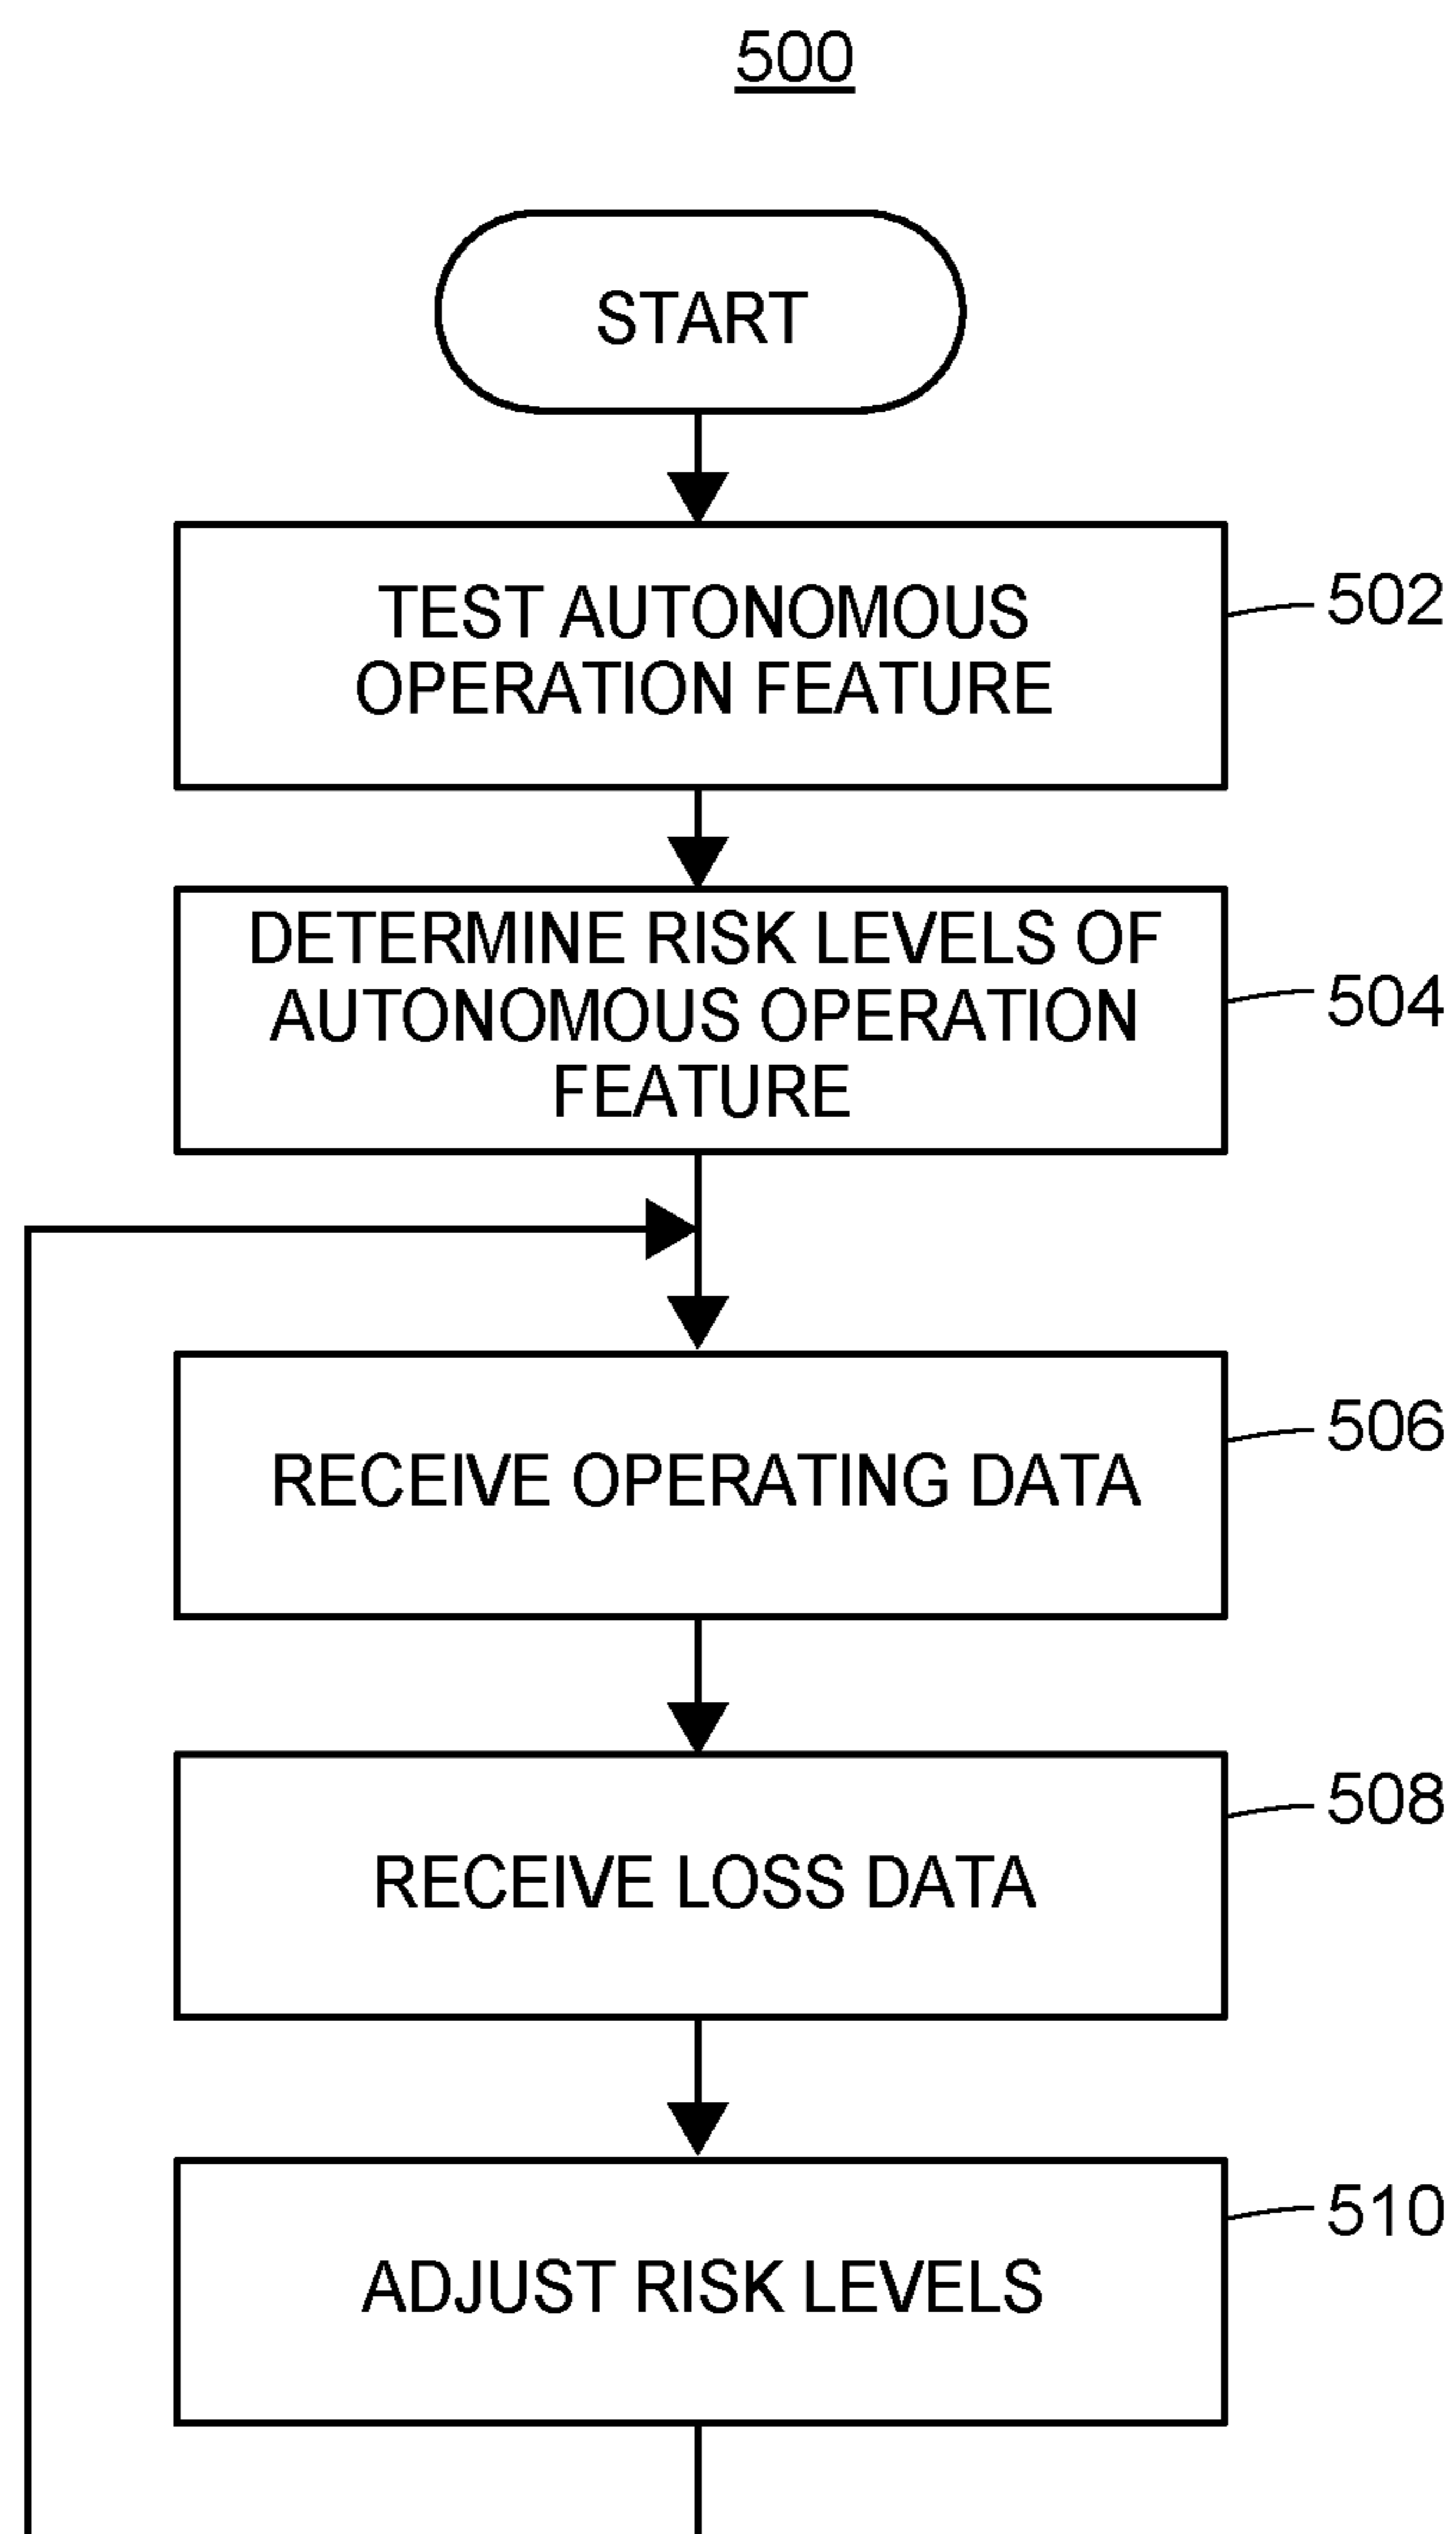 500
START
TEST AUTONOMOUS
OPERATION FEATURE
502
DETERMINE RISK LEVELS OF
AUTONOMOUS OPERATION
FEATURE
504
RECEIVE OPERATING DATA
506
RECEIVE LOSS DATA
508
ADJUST RISK LEVELS
510